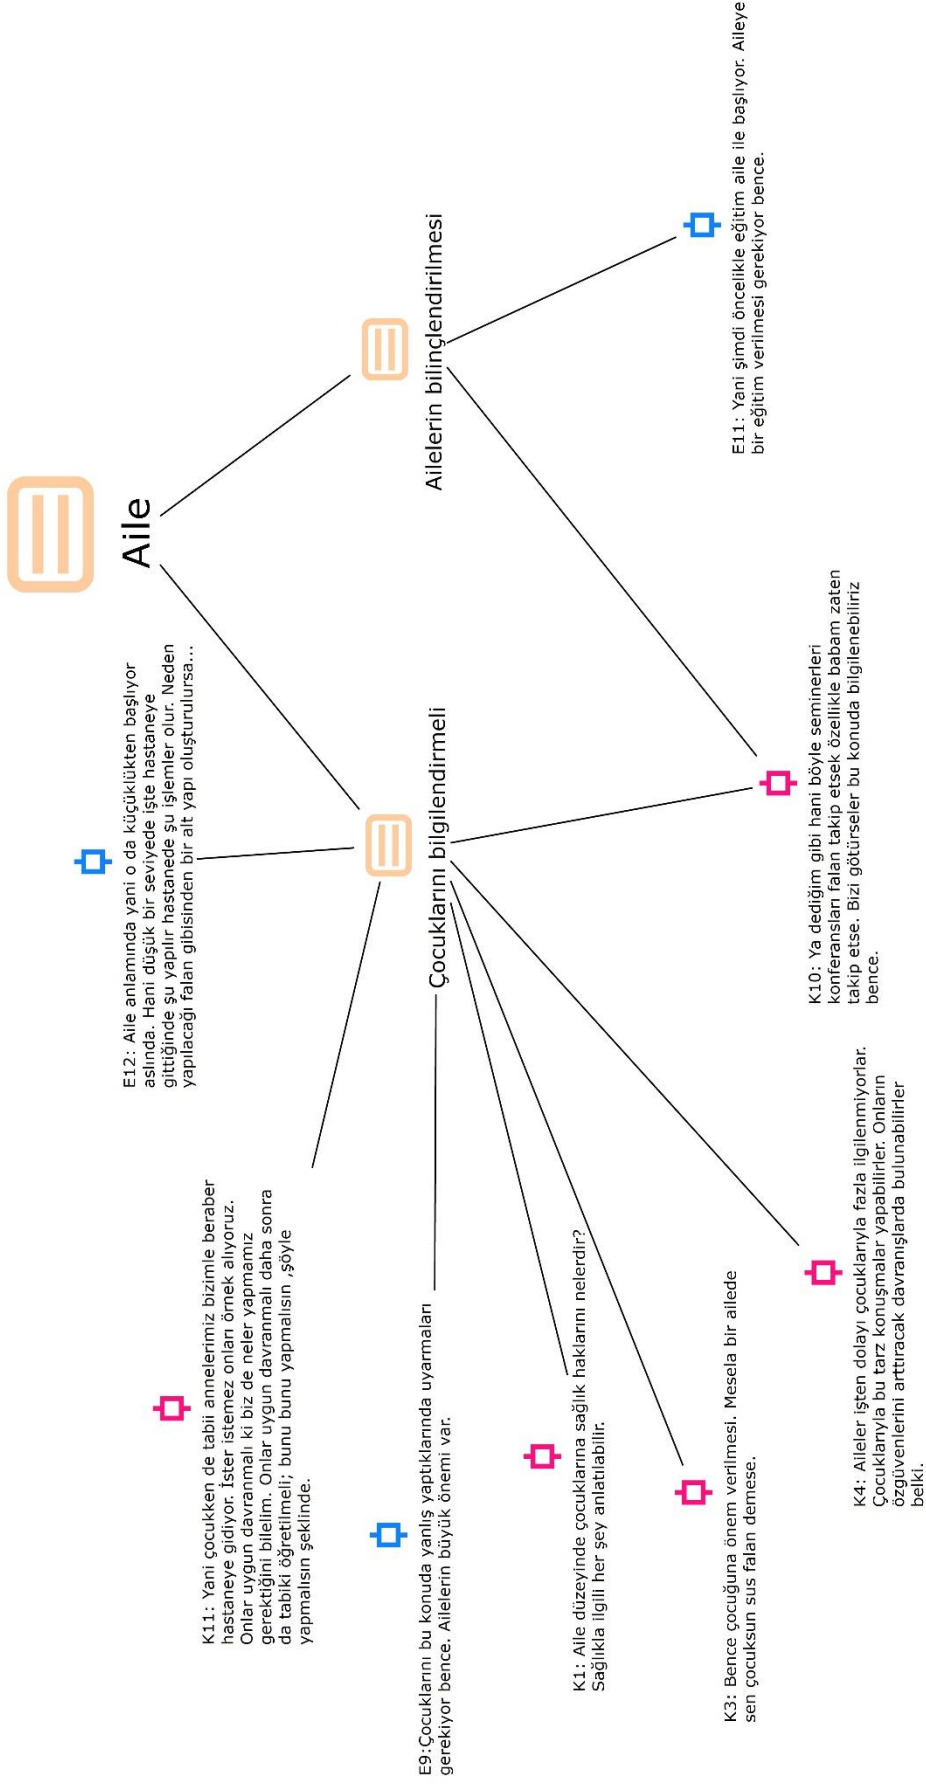 Aile
Çocuklarını bilgilendirmeli
Ailelerin bilinçlendirilmesi
E12: Aile anlamında yani o da küçüklükten başlıyor
aslında. Hani düşük bir seviyede işte hastaneye
gittiğinde şu yapılır hastanede şu işlemler olur. Neden
yapılacağı falan gibisinden bir alt yapı oluşturulursa...
K11: Yani çocukken de tabii annelerimiz bizimle beraber
hastaneye gidiyor. İster istemez onları örnek alıyoruz.
Onlar uygun davranmalı ki biz de neler yapmamız
gerektiğini bilelim. Onlar uygun davranmalı daha sonra
da tabiki öğretilmeli; bunu bunu yapmalısın ,şöyle
yapmalısın şeklinde.
E9:Çocuklarını bu konuda yanlış yaptıklarında uyarmaları
gerekiyor bence. Ailelerin büyük önemi var.
K1: Aile düzeyinde çocuklarına sağlık haklarını nelerdir?
Sağlıkla ilgili her şey anlatılabilir.
K3: Bence çocuğuna önem verilmesi. Mesela bir ailede
sen çocuksun sus falan demese.
K4: Aileler işten dolayı çocuklarıyla fazla ilgilenmiyorlar.
Çocuklarıyla bu tarz konuşmalar yapabilirler. Onların
özgüvenlerini arttıracak davranışlarda bulunabilirler
belki.
K10: Ya dediğim gibi hani böyle seminerleri
konferansları falan takip etsek özellikle babam zaten
takip etse. Bizi götürseler bu konuda bilgilenebiliriz
bence.
E11: Yani şimdi öncelikle eğitim aile ile başlıyor. Aileye
bir eğitim verilmesi gerekiyor bence.